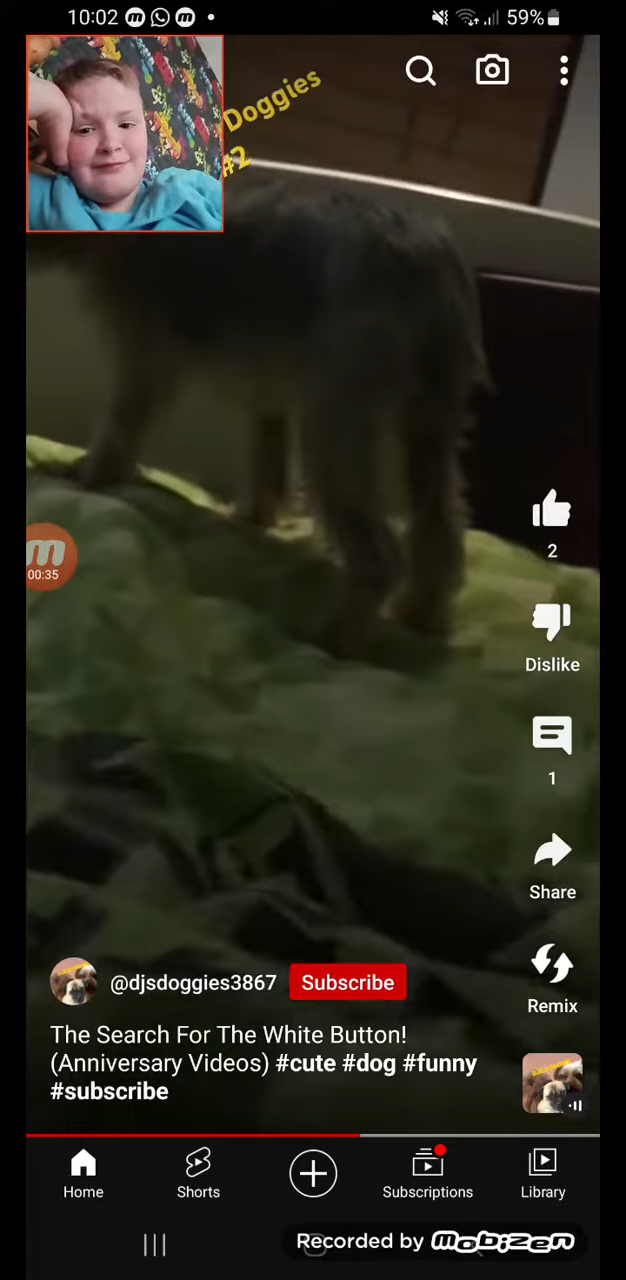 10:02
59%
Doggies
#2
00:35
2
Dislike
1
Share
@djsdoggies3867
Subscribe
Remix
The Search For The White Button!
(Anniversary Videos) #cute #dog #funny
#subscribe
Home
Shorts
Subscriptions
Library
Recorded by mobizen